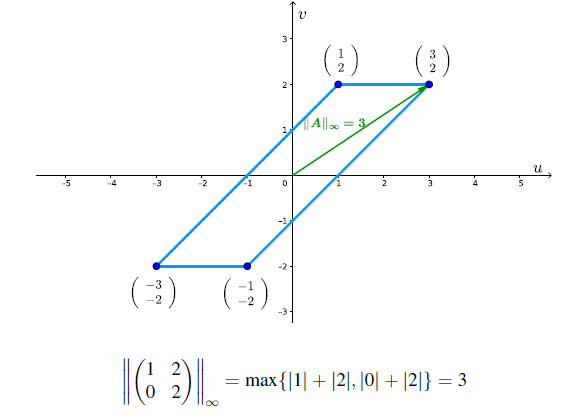 v
3
( 1 2 ) ( 3 2 )
2
‖A‖∞ = 3
1
u
−5 −4 −3 −2 −1 0 1 2 3 4 5
−1
−2
( −3 −2 ) ( −1 −2 )
−3
‖( 1 2 0 2 )‖∞ = max{|1| + |2|, |0| + |2|} = 3